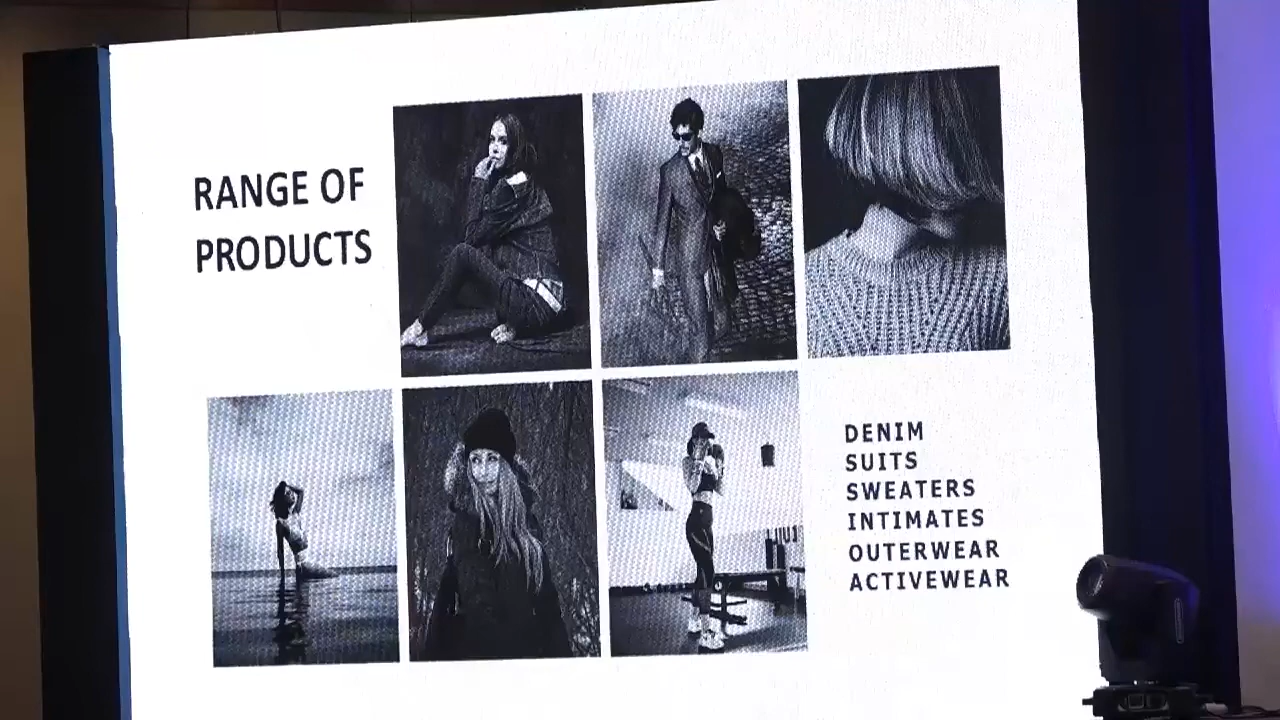 RANGE OF
PRODUCTS
DENIM
SUITS
SWEATERS
INTIMATES
OUTERWEAR
ACTIVEWEAR